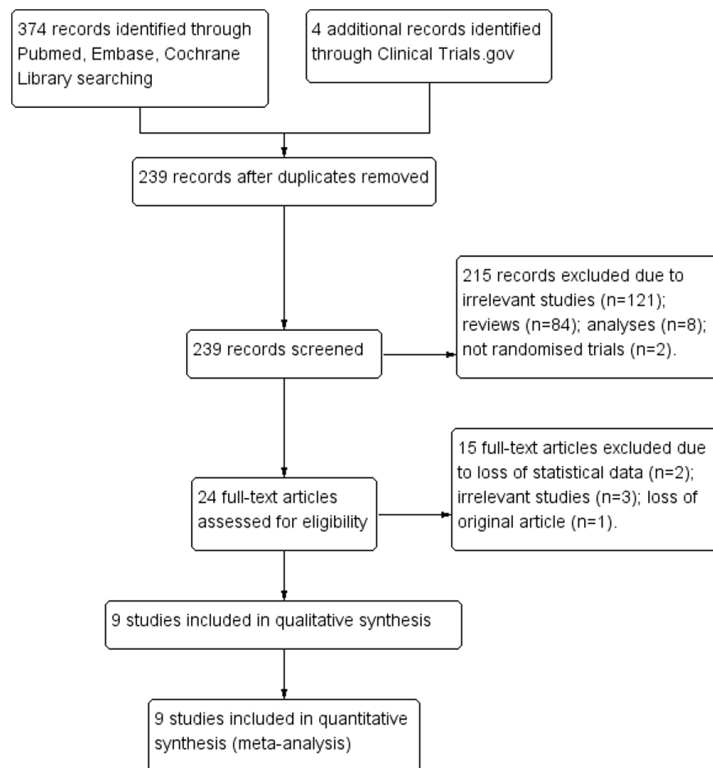 374 records identified through
Pubmed, Embase, Cochrane
Library searching
4 additional records identified
through Clinical Trials.gov
239 records after duplicates removed
215 records excluded due to
irrelevant studies (n=121);
reviews (n=84); analyses (n=8);
not randomised trials (n=2).
239 records screened
15 full-text articles excluded due
to loss of statistical data (n=2);
irrelevant studies (n=3); loss of
original article (n=1).
24 full-text articles
assessed for eligibility
9 studies included in qualitative synthesis
9 studies included in quantitative
synthesis (meta-analysis)